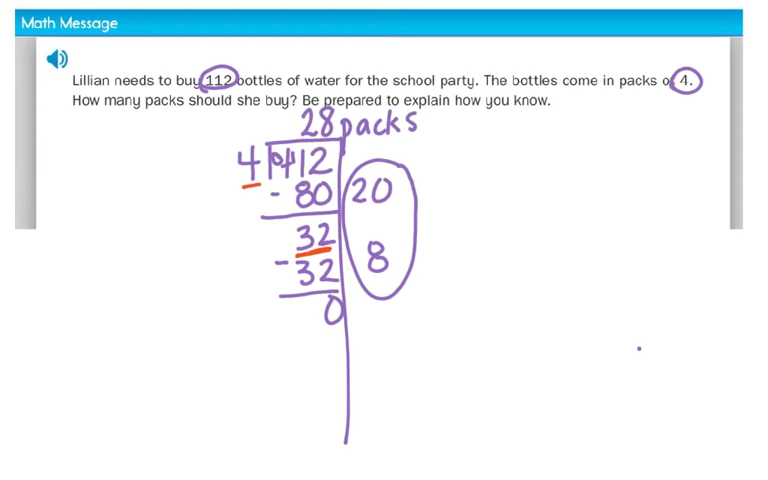 Math Message
Lillian needs to buy 112 bottles of water for the school party. The bottles come in packs of 4.
How many packs should she buy? Be prepared to explain how you know.
28 packs
4 112
- 80 20
32
- 32 8
0